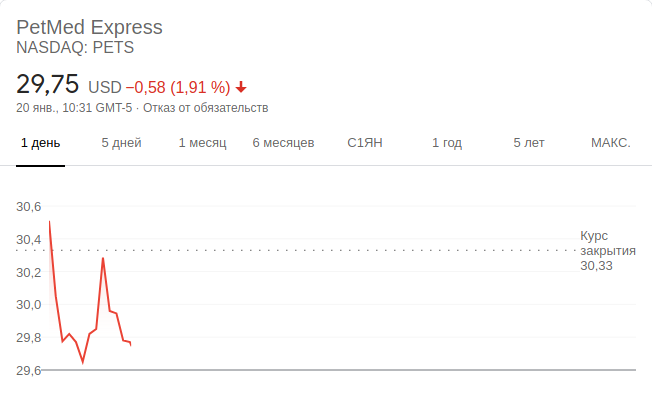 PetMed Express
NASDAQ: PETS
29,75 USD −0,58 (1,91 %)
20 янв., 10:31 GMT-5 · Отказ от обязательств
1 день 5 дней 1 месяц 6 месяцев С1ЯН 1 год 5 лет МАКС.
30,6
30,4
30,2
30,0
29,8
29,6
Курс
закрытия
30,33